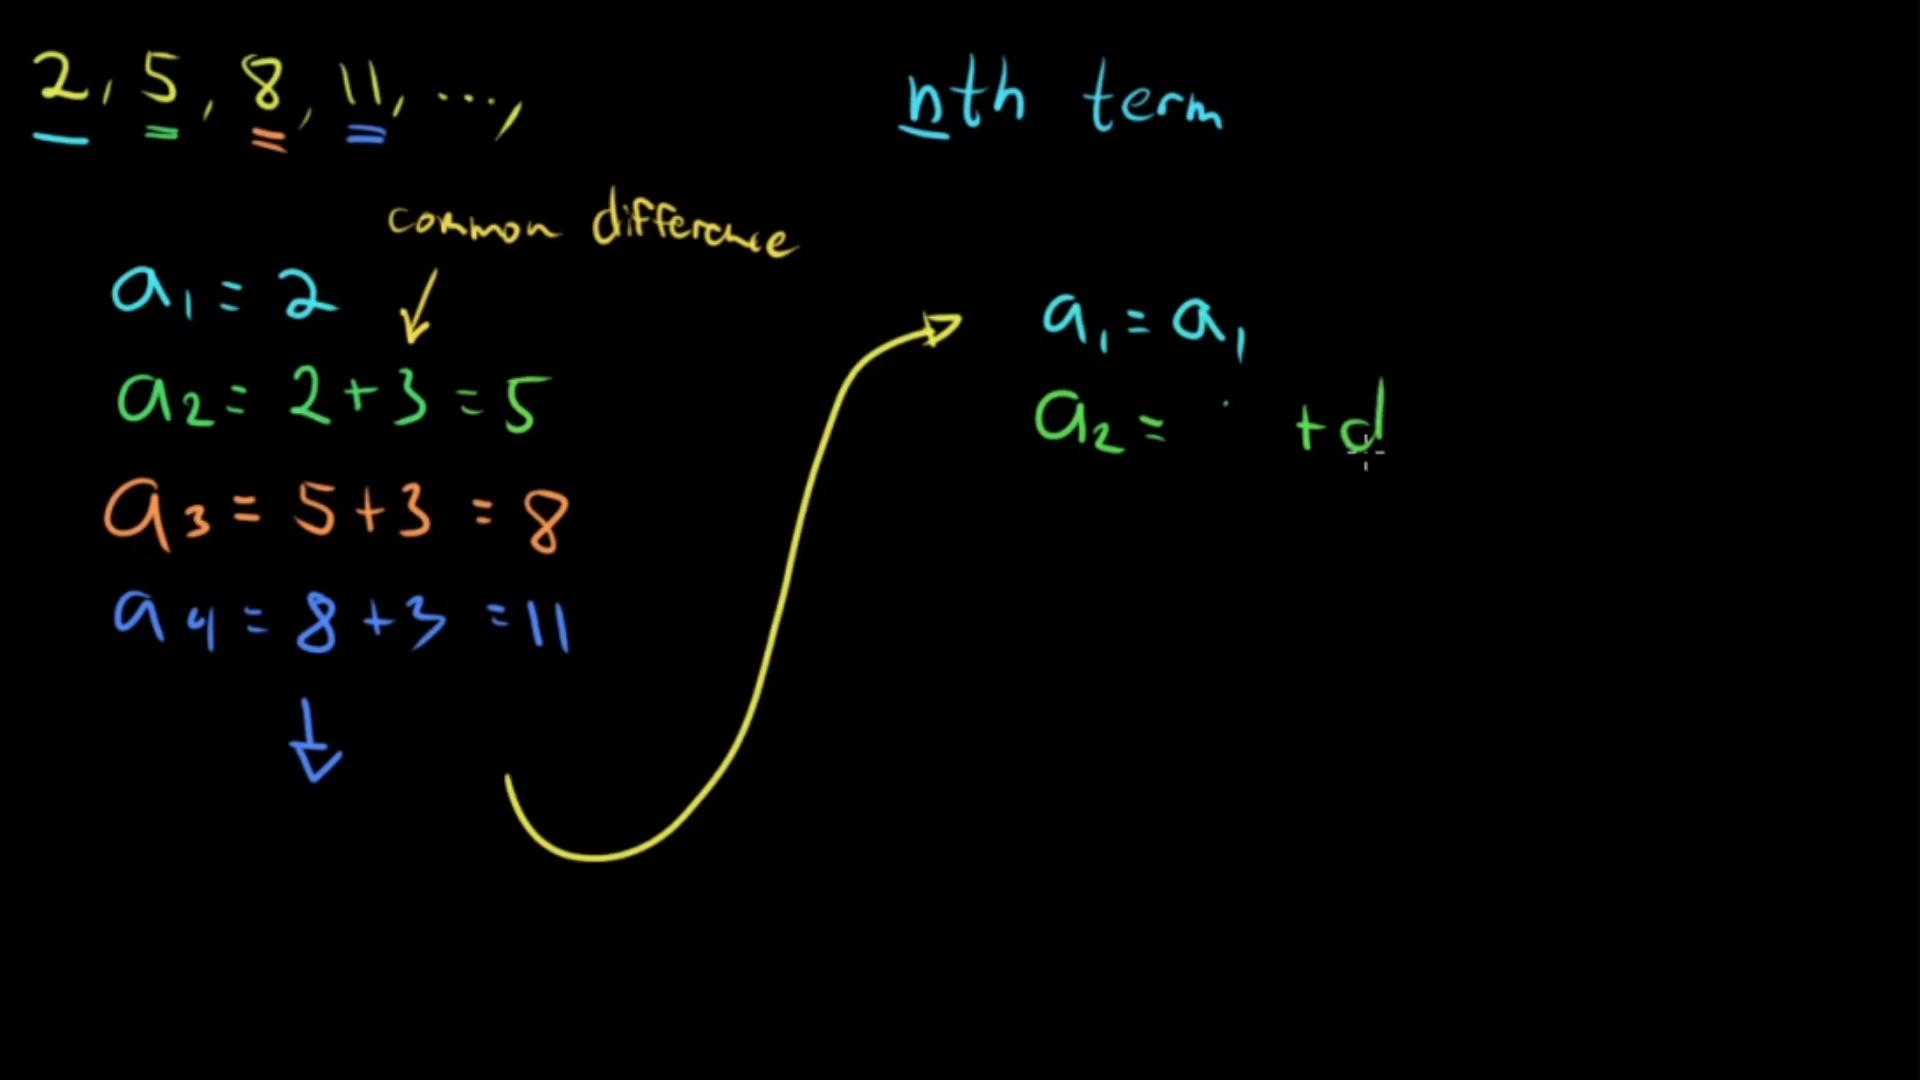 2, 5, 8, 11, ...,
nth term
common difference
a₁ = 2
a₂ = 2+3 = 5
a₃ = 5+3 = 8
a₄ = 8+3 = 11
a₁ = a₁
a₂ = +d